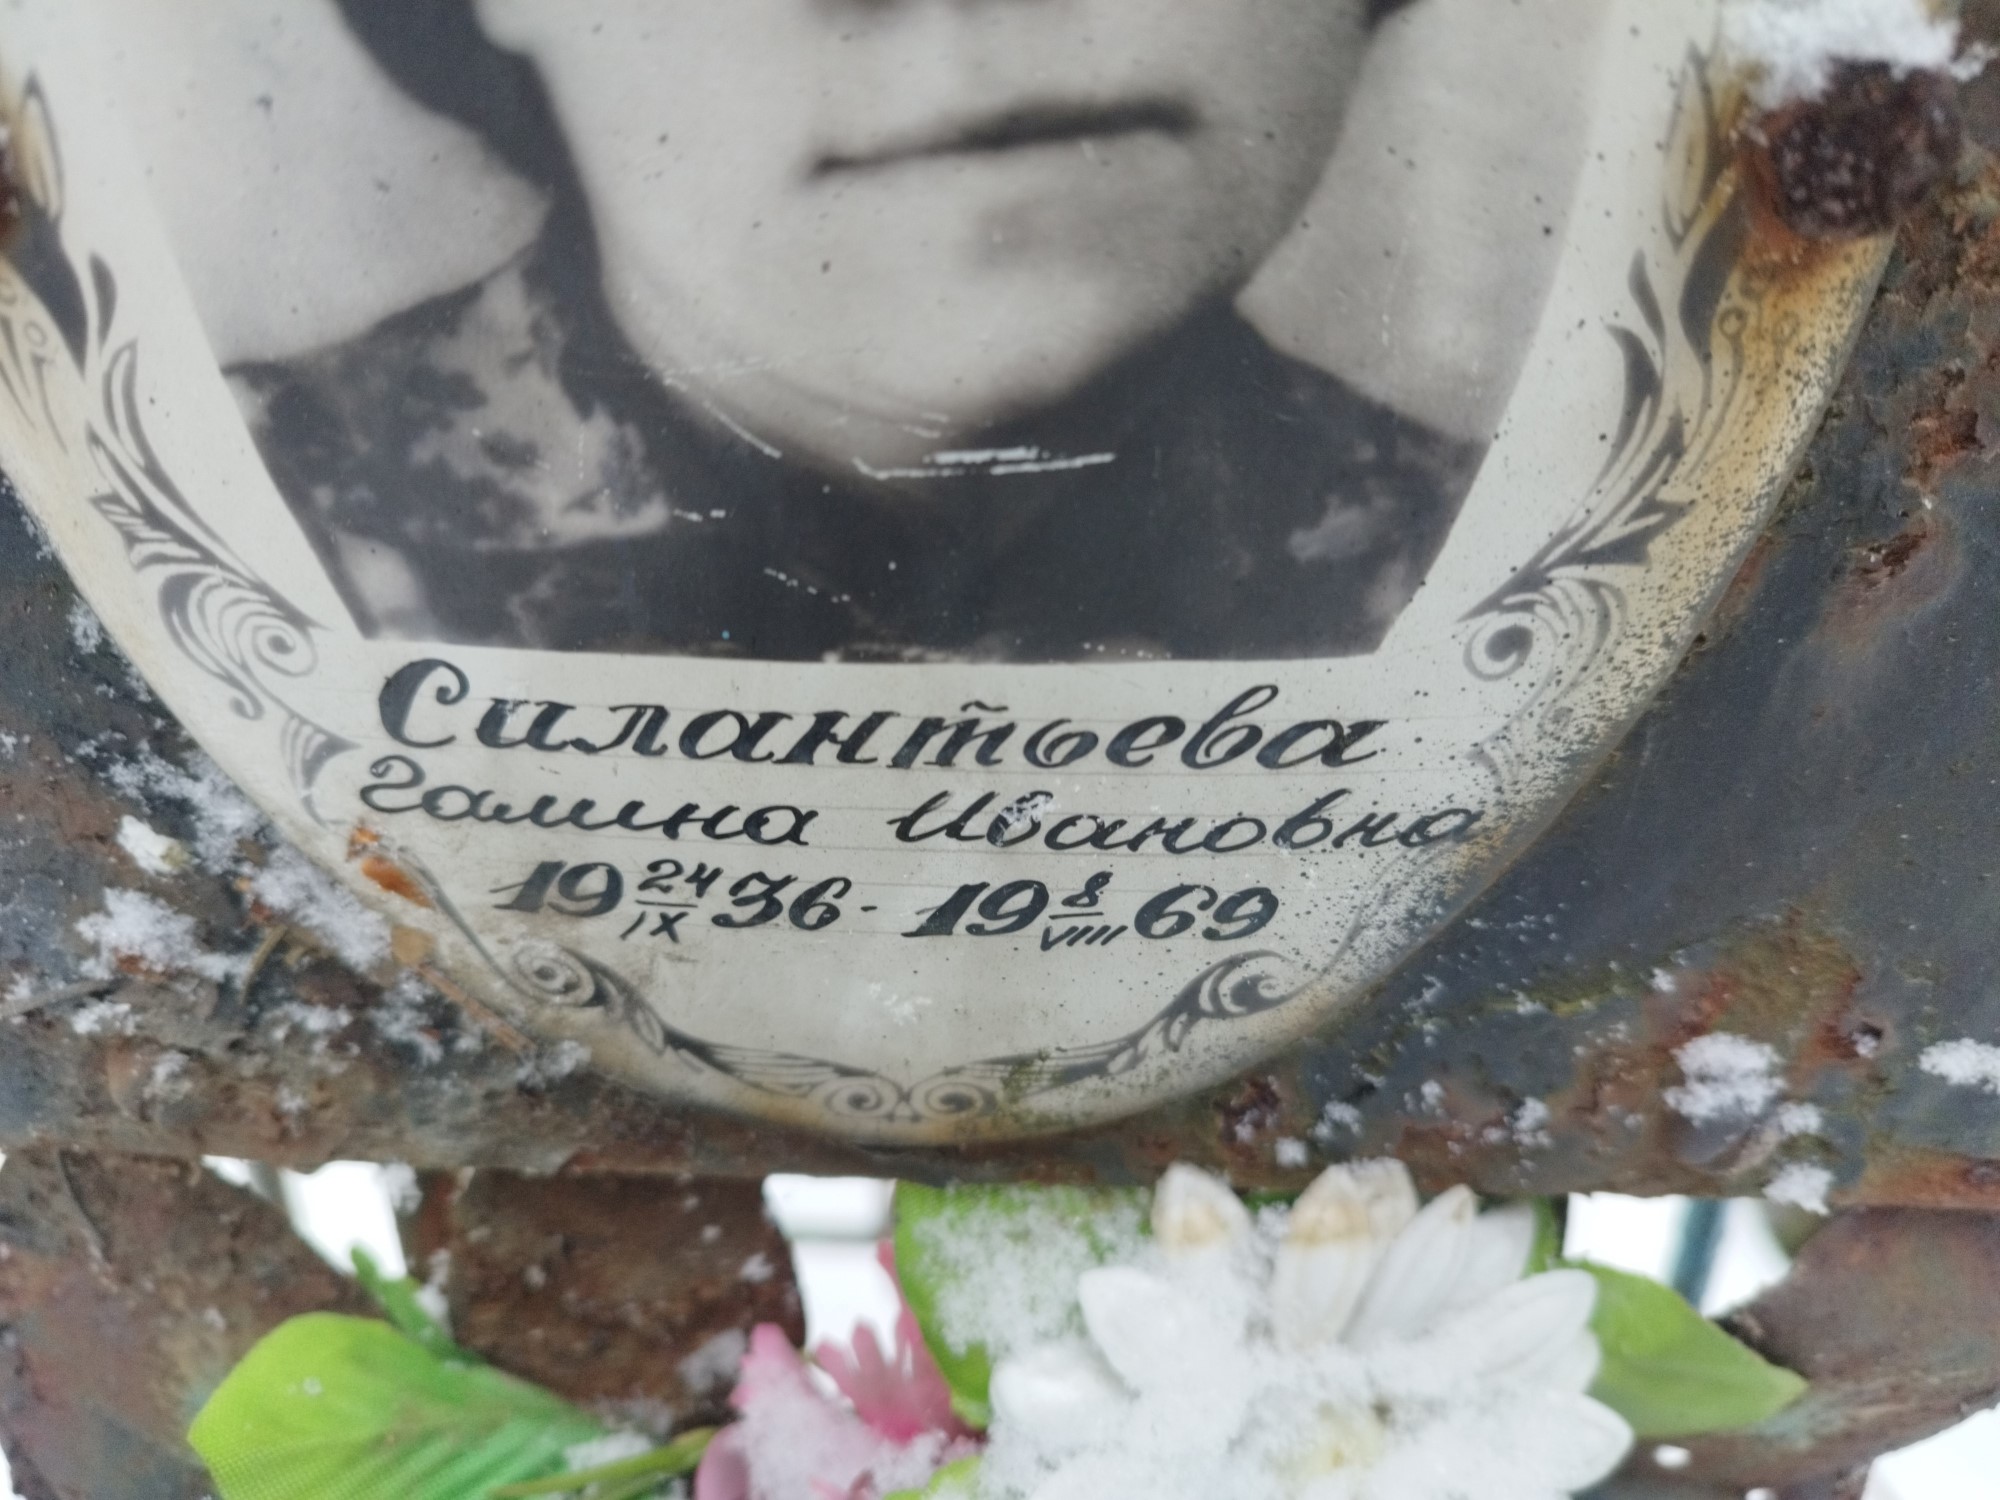 Силантьева
Галина Ивановна
19 24/IX 36 - 19 8/VIII 69